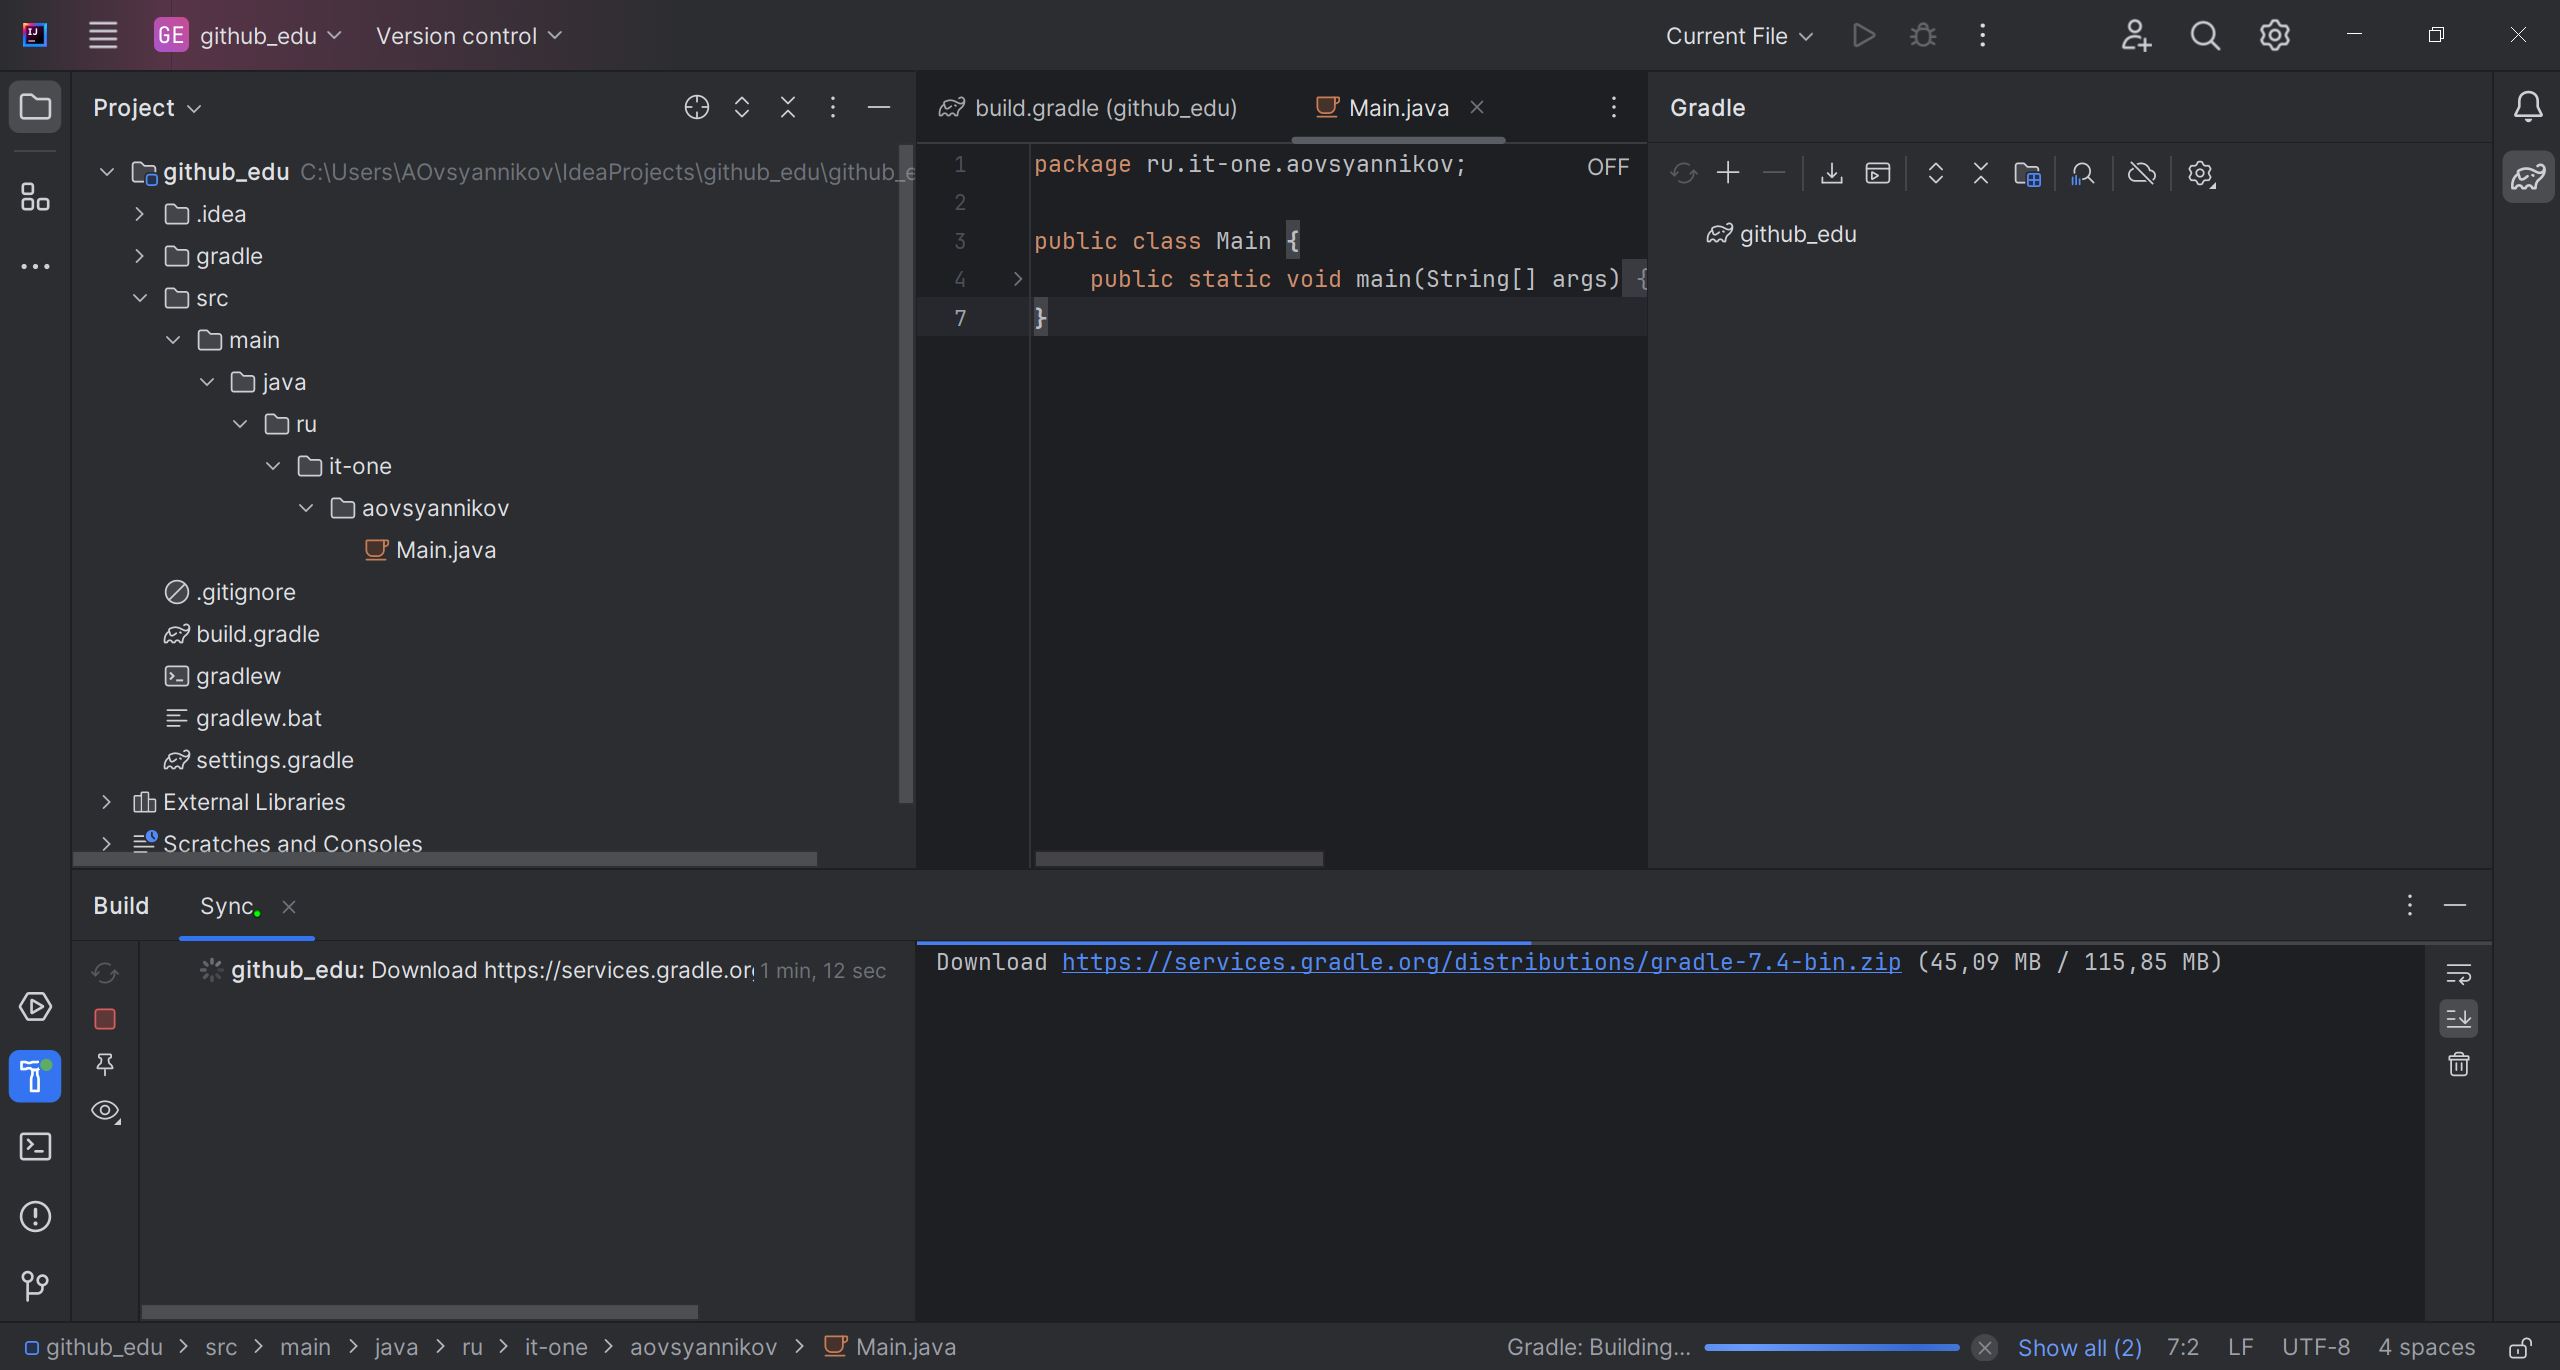 GE github_edu Version control Current File
Project
github_edu C:\Users\AOvsyannikov\IdeaProjects\github_edu\github_e
.idea
gradle
src
main
java
ru
it-one
aovsyannikov
Main.java
.gitignore
build.gradle
gradlew
gradlew.bat
settings.gradle
External Libraries
Scratches and Consoles
build.gradle (github_edu) Main.java
1 package ru.it-one.aovsyannikov; OFF
2
3 public class Main {
4 public static void main(String[] args) {
7 }
Gradle
github_edu
Build Sync
github_edu: Download https://services.gradle.or 1 min, 12 sec
Download https://services.gradle.org/distributions/gradle-7.4-bin.zip (45,09 MB / 115,85 MB)
github_edu > src > main > java > ru > it-one > aovsyannikov > Main.java Gradle: Building... Show all (2) 7:2 LF UTF-8 4 spaces